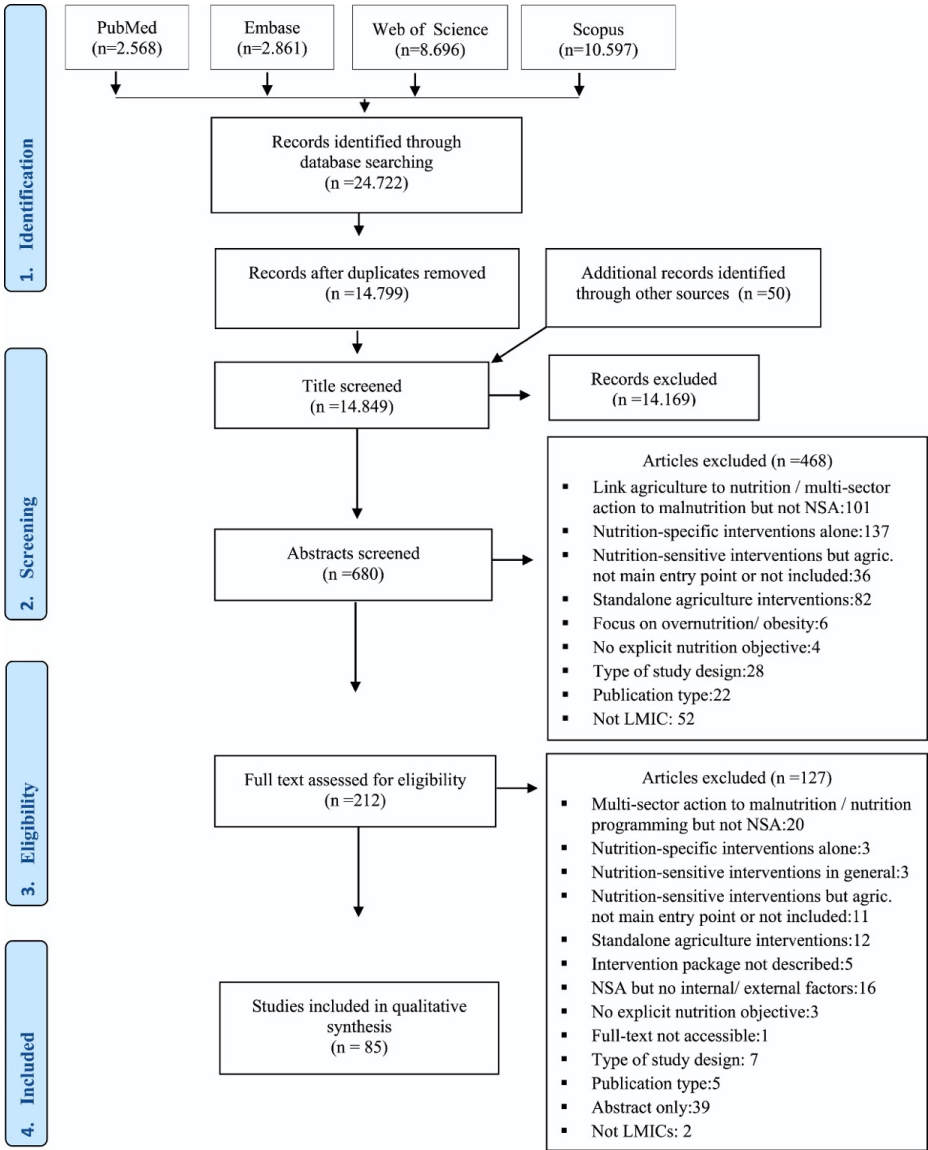 PubMed
(n=2.568)
Embase
(n=2.861)
Web of Science
(n=8.696)
Scopus
(n=10.597)
1. Identification
Records identified through
database searching
(n =24.722)
Records after duplicates removed
(n =14.799)
Additional records identified
through other sources (n =50)
2. Screening
Title screened
(n =14.849)
Records excluded
(n =14.169)
Abstracts screened
(n =680)
Articles excluded (n =468)
▪ Link agriculture to nutrition / multi-sector
action to malnutrition but not NSA:101
▪ Nutrition-specific interventions alone:137
▪ Nutrition-sensitive interventions but agric.
not main entry point or not included:36
▪ Standalone agriculture interventions:82
▪ Focus on overnutrition/ obesity:6
▪ No explicit nutrition objective:4
▪ Type of study design:28
▪ Publication type:22
▪ Not LMIC: 52
3. Eligibility
Full text assessed for eligibility
(n =212)
Articles excluded (n =127)
▪ Multi-sector action to malnutrition / nutrition
programming but not NSA:20
▪ Nutrition-specific interventions alone:3
▪ Nutrition-sensitive interventions in general:3
▪ Nutrition-sensitive interventions but agric.
not main entry point or not included:11
▪ Standalone agriculture interventions:12
▪ Intervention package not described:5
▪ NSA but no internal/ external factors:16
▪ No explicit nutrition objective:3
▪ Full-text not accessible:1
▪ Type of study design: 7
▪ Publication type:5
▪ Abstract only:39
▪ Not LMICs: 2
4. Included
Studies included in qualitative
synthesis
(n = 85)